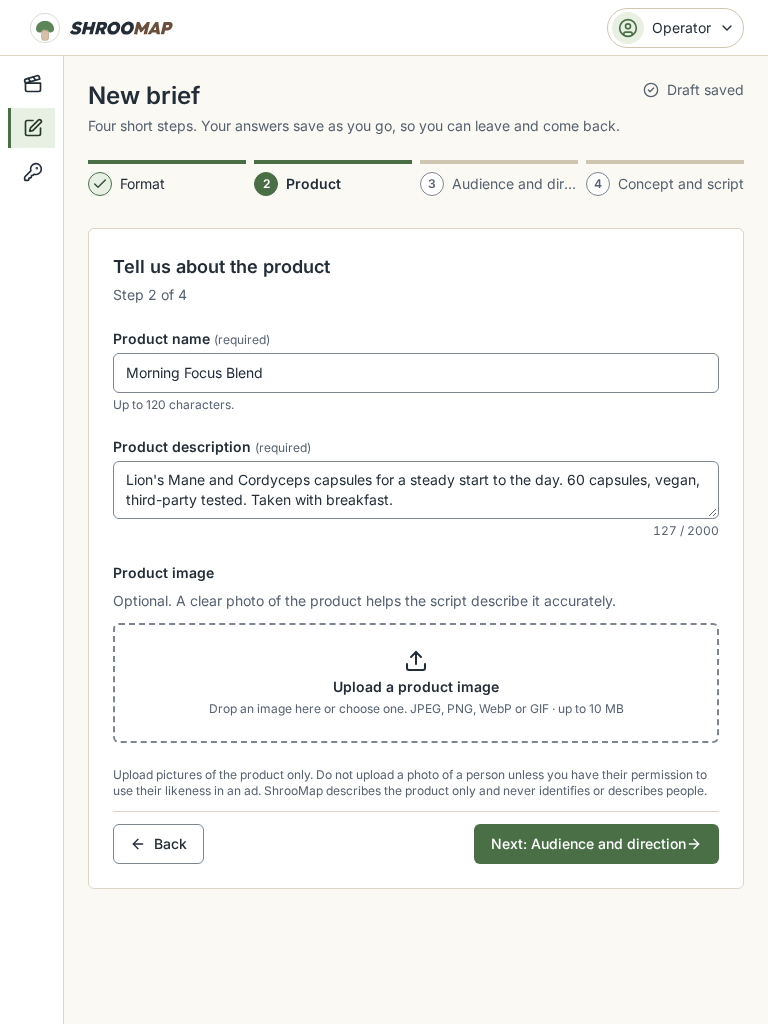 SHROOMAP
Operator
New brief
Draft saved
Four short steps. Your answers save as you go, so you can leave and come back.
Format
2 Product
3 Audience and dir...
4 Concept and script
Tell us about the product
Step 2 of 4
Product name (required)
Morning Focus Blend
Up to 120 characters.
Product description (required)
Lion's Mane and Cordyceps capsules for a steady start to the day. 60 capsules, vegan,
third-party tested. Taken with breakfast.
127 / 2000
Product image
Optional. A clear photo of the product helps the script describe it accurately.
Upload a product image
Drop an image here or choose one. JPEG, PNG, WebP or GIF · up to 10 MB
Upload pictures of the product only. Do not upload a photo of a person unless you have their permission to
use their likeness in an ad. ShrooMap describes the product only and never identifies or describes people.
Back
Next: Audience and direction